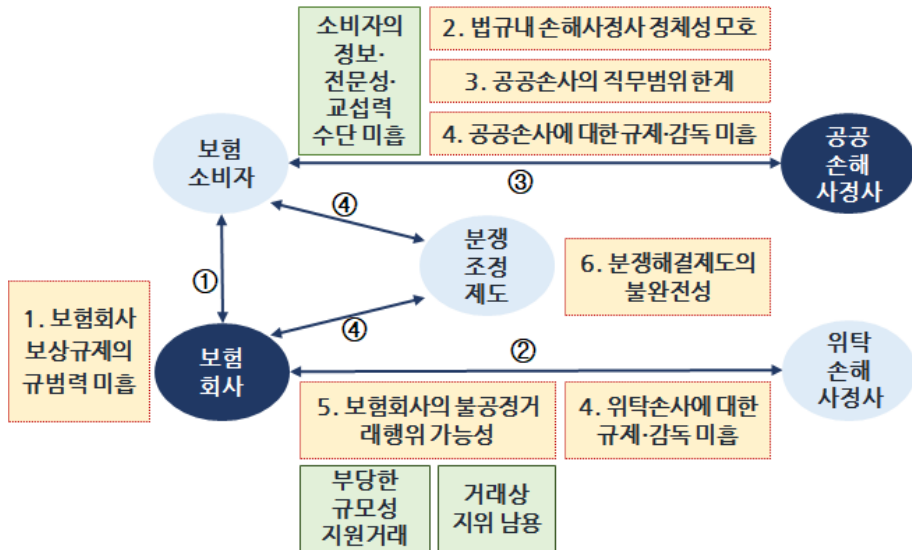 소비자의
정보·
전문성·
교섭력
수단 미흡
2. 법규내 손해사정사 정체성 모호
3. 공공손사의 직무범위 한계
4. 공공손사에 대한 규제·감독 미흡
보험
소비자
공공
손해
사정사
③
④
분쟁
조정
제도
6. 분쟁해결제도의
불완전성
①
④
1. 보험회사
보상규제의
규범력 미흡
보험
회사
②
위탁
손해
사정사
5. 보험회사의 불공정거
래행위 가능성
4. 위탁손사에 대한
규제·감독 미흡
부당한
규모성
지원거래
거래상
지위 남용